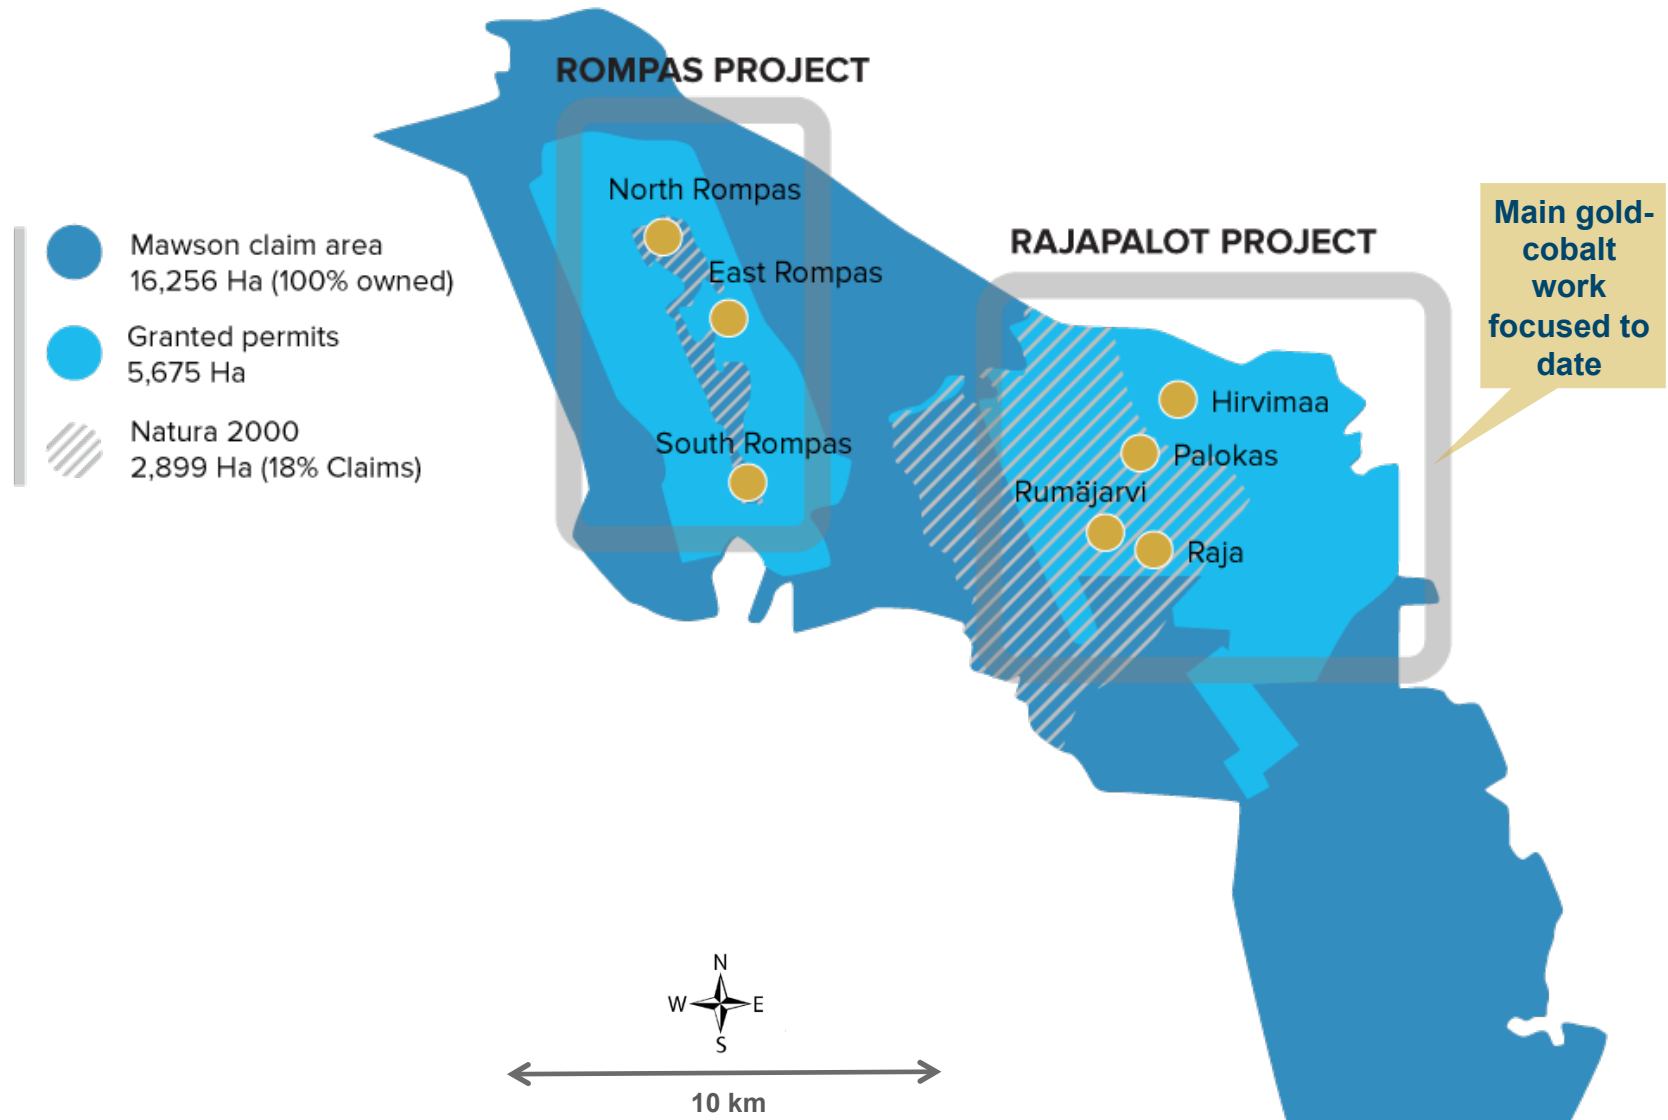 ROMPAS PROJECT
North Rompas
East Rompas
South Rompas
Mawson claim area
16,256 Ha (100% owned)
Granted permits
5,675 Ha
Natura 2000
2,899 Ha (18% Claims)
RAJAPALOT PROJECT
Hirvimaa
Palokas
Rumäjarvi
Raja
Main gold-
cobalt
work
focused to
date
N
W E
S
10 km